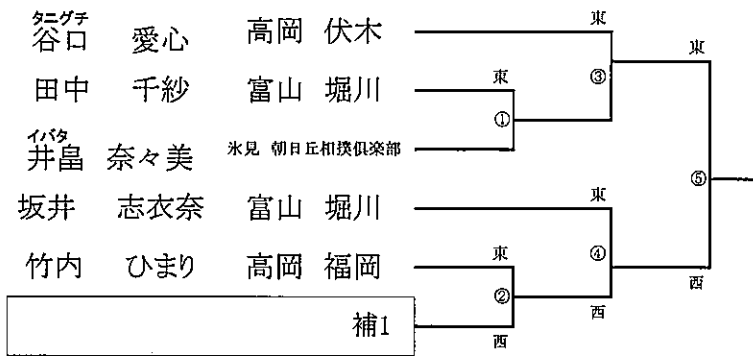 タニグチ
谷口 愛心 高岡 伏木 東
東
田中 千紗 富山 堀川 東
③
①
イバタ
井畠 奈々美 氷見 朝日丘相撲倶楽部
⑤
坂井 志衣奈 富山 堀川 東
竹内 ひまり 高岡 福岡 東 ④
西
②
補1 西
西